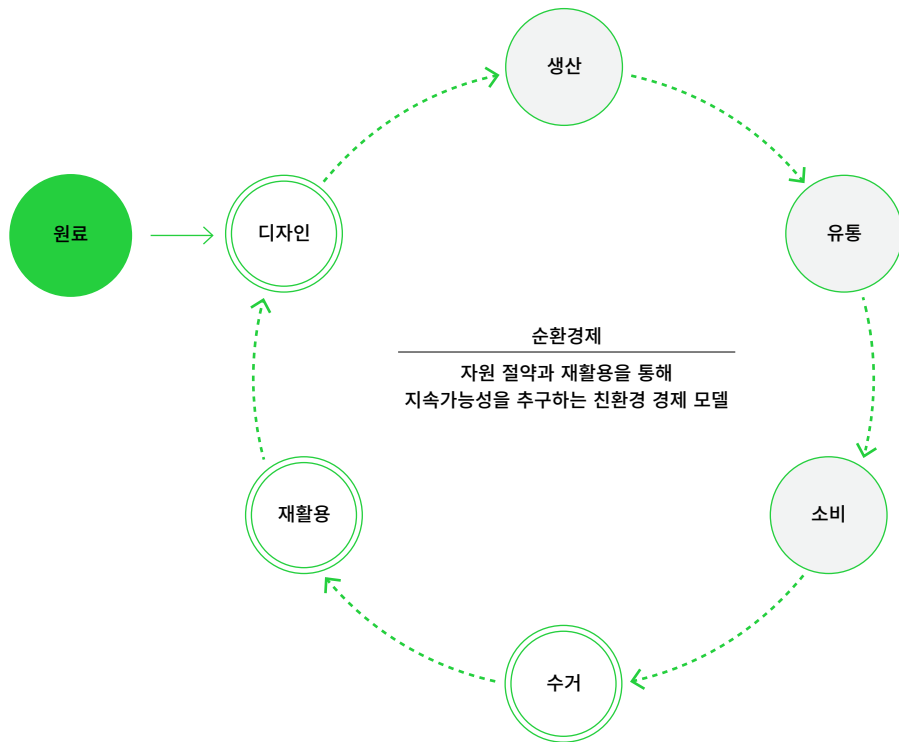 생산
원료
디자인
유통
순환경제
자원 절약과 재활용을 통해
지속가능성을 추구하는 친환경 경제 모델
재활용
소비
수거